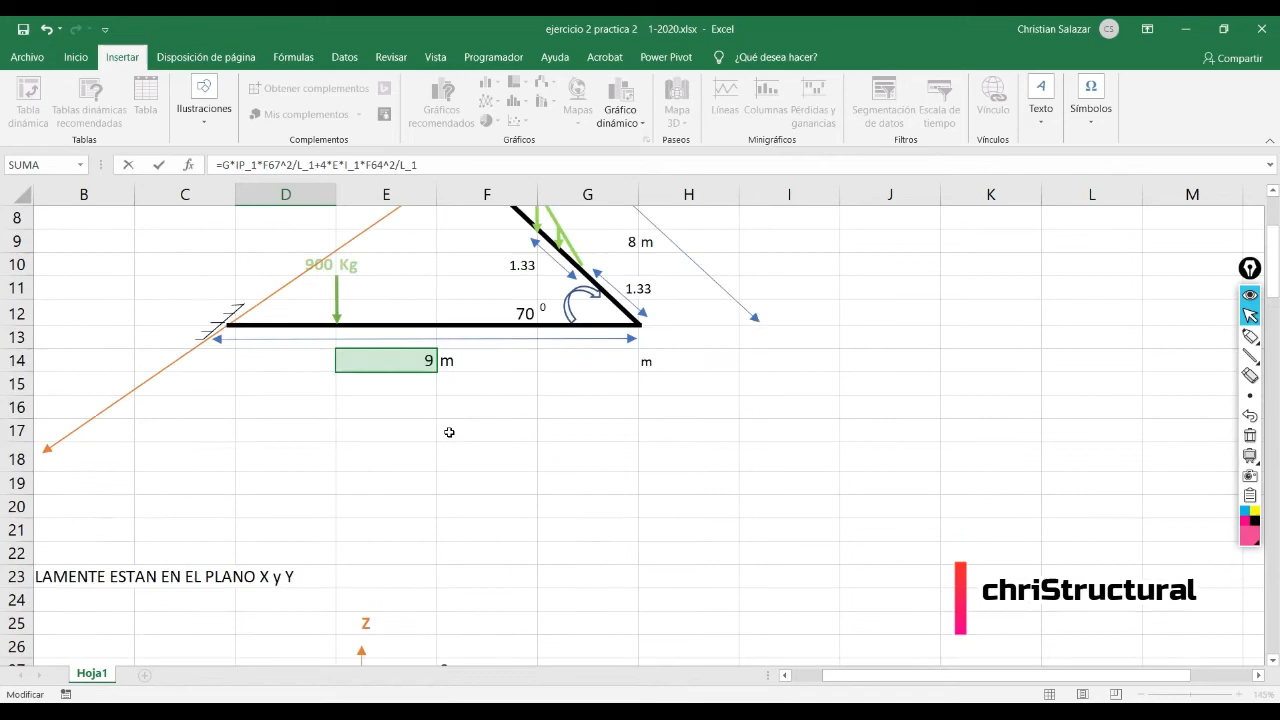 ejercicio 2 practica 2 1-2020.xlsx - Excel
Christian Salazar CS
Archivo Inicio Insertar Disposición de página Fórmulas Datos Revisar Vista Programador Ayuda Acrobat Power Pivot ¿Qué desea hacer? Compartir
Tabla dinámica
Tablas dinámicas recomendadas
Tabla
Tablas
Ilustraciones
Obtener complementos
Mis complementos
Complementos
Gráficos recomendados
Mapas
Gráfico dinámico
Gráficos
Mapa 3D
Paseos
Líneas
Columnas
Pérdidas y ganancias
Minigráficos
Segmentación de datos
Escala de tiempo
Filtros
Vínculo
Vínculos
Texto
Símbolos
SUMA fx =G*IP_1*F67^2/L_1+4*E*I_1*F64^2/L_1
B C D E F G H I J K L M
8
9 8 m
10 900 Kg 1.33
11 1.33
12 70 0
13
14 9 m m
15
16
17
18
19
20
21
22
23 LAMENTE ESTAN EN EL PLANO X y Y
24
25 Z
26
chriStructural
Hoja1
Modificar 145%